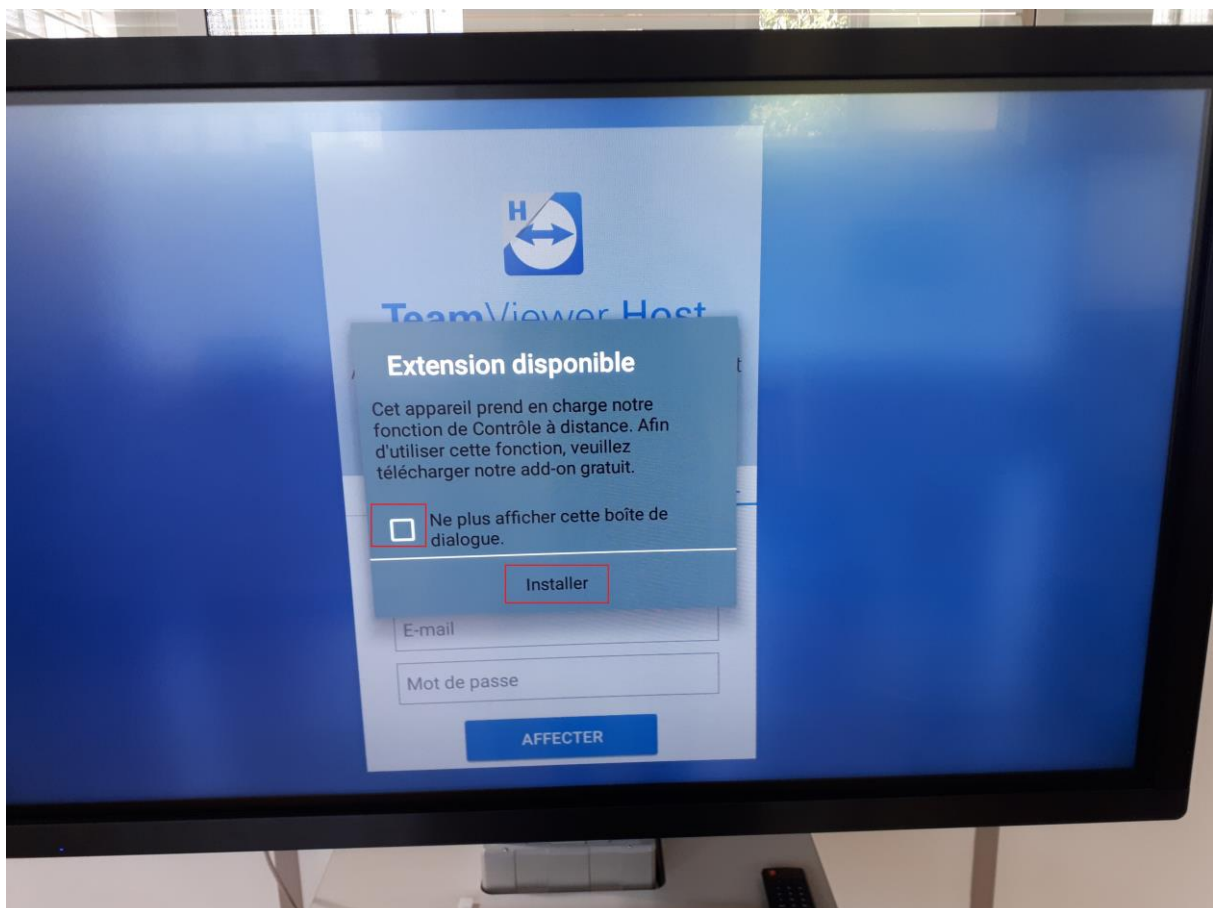 H
TeamViewer Host
Extension disponible
Cet appareil prend en charge notre
fonction de Contrôle à distance. Afin
d'utiliser cette fonction, veuillez
télécharger notre add-on gratuit.
Ne plus afficher cette boîte de
dialogue.
Installer
E-mail
Mot de passe
AFFECTER